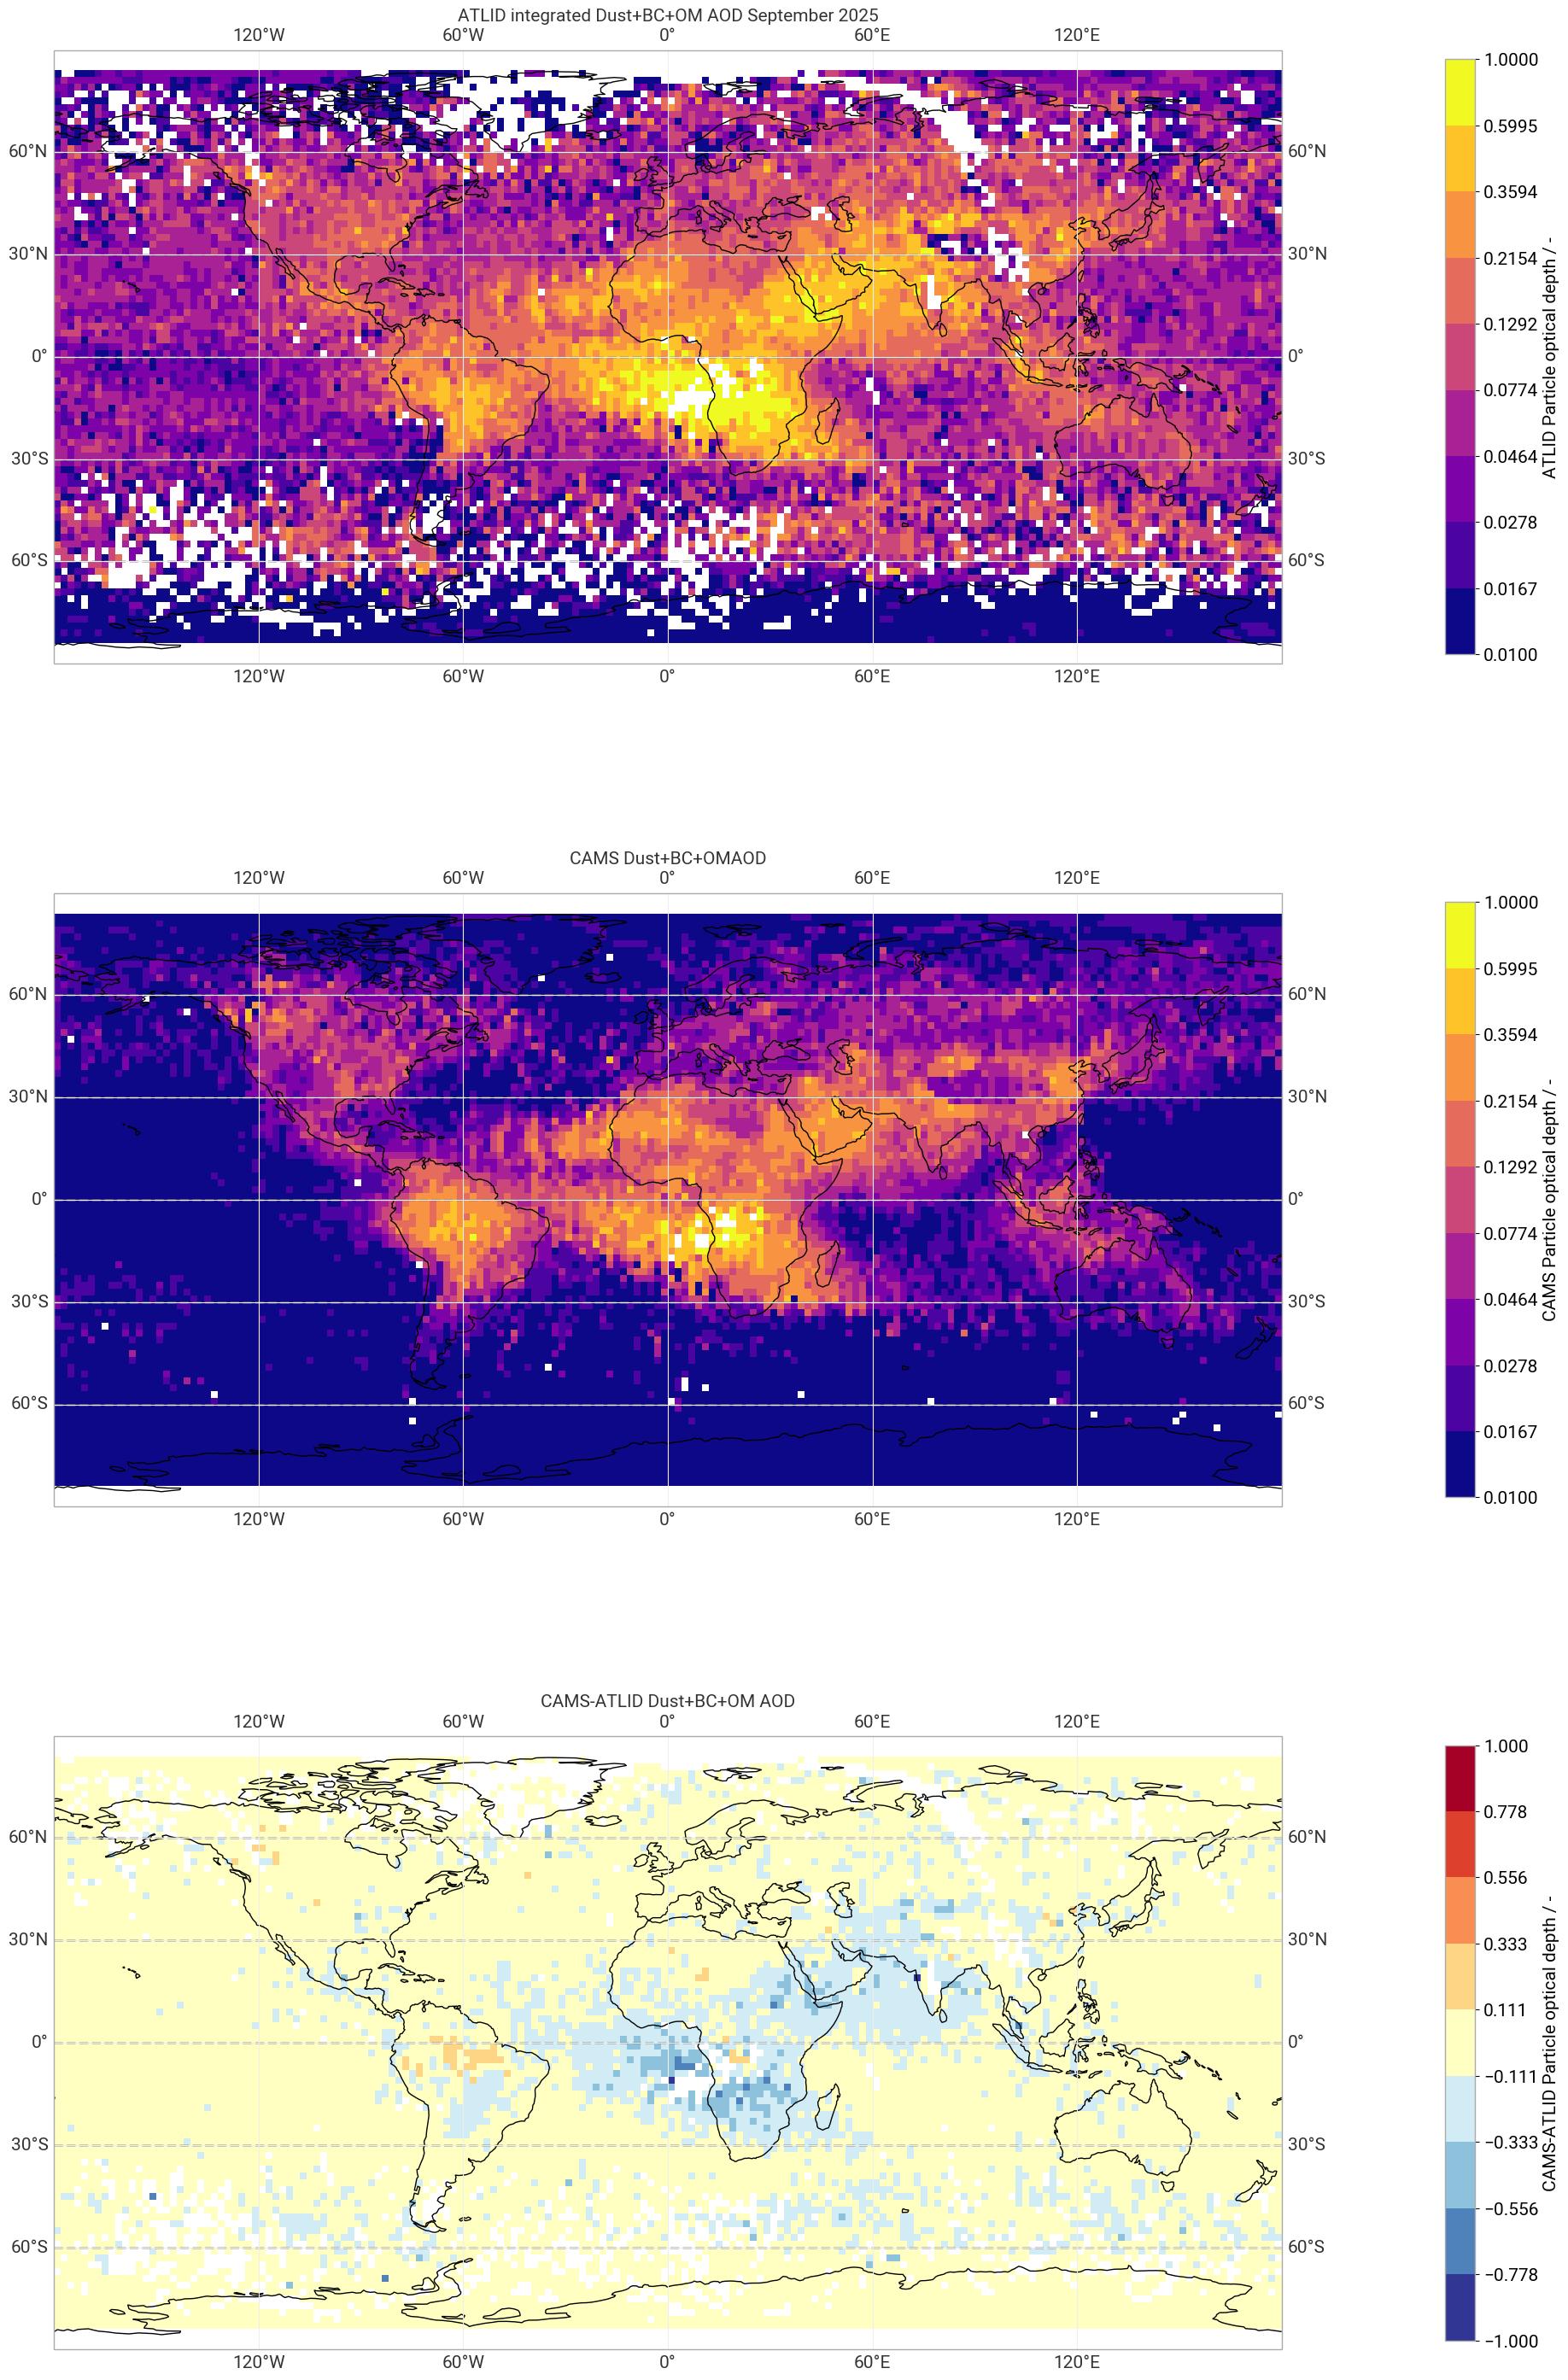 ATLID integrated Dust+BC+OM AOD September 2025
120°W 60°W 0° 60°E 120°E
60°N 60°N
30°N 30°N
0° 0°
30°S 30°S
60°S 60°S
120°W 60°W 0° 60°E 120°E
1.0000
0.5995
0.3594
0.2154
0.1292
0.0774
0.0464
0.0278
0.0167
0.0100
ATLID Particle optical depth / -
CAMS Dust+BC+OMAOD
120°W 60°W 0° 60°E 120°E
60°N 60°N
30°N 30°N
0° 0°
30°S 30°S
60°S 60°S
120°W 60°W 0° 60°E 120°E
1.0000
0.5995
0.3594
0.2154
0.1292
0.0774
0.0464
0.0278
0.0167
0.0100
CAMS Particle optical depth / -
CAMS-ATLID Dust+BC+OM AOD
120°W 60°W 0° 60°E 120°E
60°N 60°N
30°N 30°N
0° 0°
30°S 30°S
60°S 60°S
120°W 60°W 0° 60°E 120°E
1.000
0.778
0.556
0.333
0.111
−0.111
−0.333
−0.556
−0.778
−1.000
CAMS-ATLID Particle optical depth / -